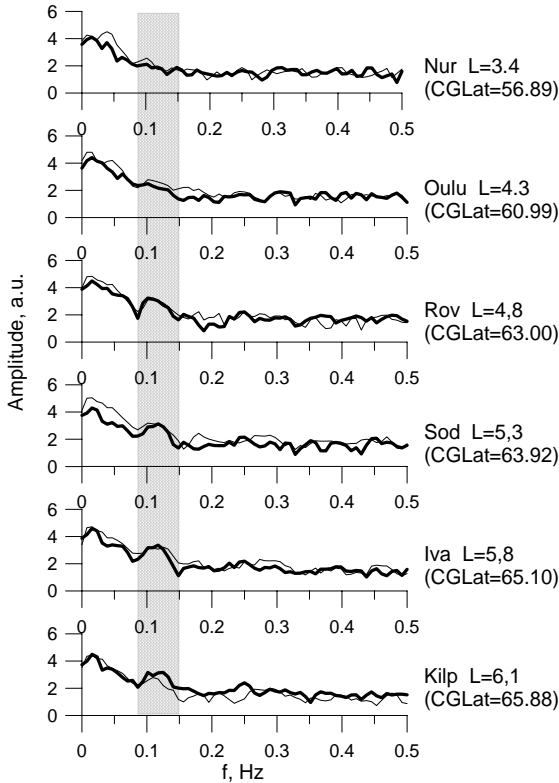 6
4
2
0
0 0.1 0.2 0.3 0.4 0.5
Nur L=3.4
(CGLat=56.89)
6
4
2
0
0 0.1 0.2 0.3 0.4 0.5
Oulu L=4.3
(CGLat=60.99)
6
4
2
0
0 0.1 0.2 0.3 0.4 0.5
Rov L=4,8
(CGLat=63.00)
Amplitude, a.u.
6
4
2
0
0 0.1 0.2 0.3 0.4 0.5
Sod L=5,3
(CGLat=63.92)
6
4
2
0
0 0.1 0.2 0.3 0.4 0.5
Iva L=5,8
(CGLat=65.10)
6
4
2
0
0 0.1 0.2 0.3 0.4 0.5
Kilp L=6,1
(CGLat=65.88)
f, Hz